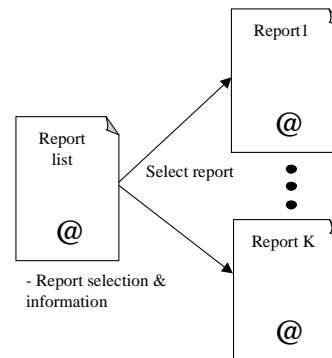 Report1
@
Report
list
@
Select report
Report K
@
- Report selection &
information